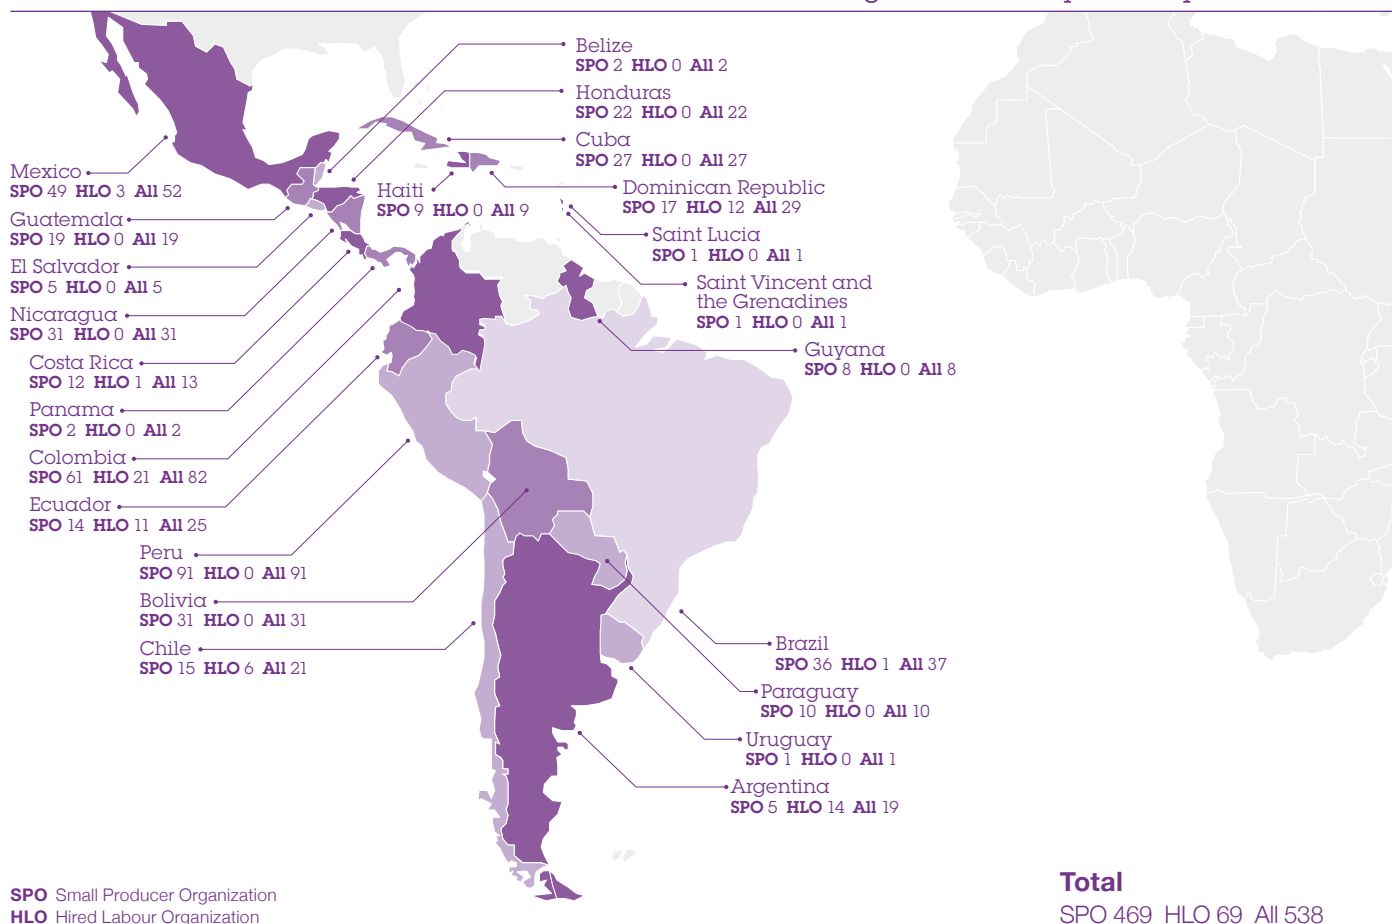 Belize
SPO 2 HLO 0 All 2
Honduras
SPO 22 HLO 0 All 22
Cuba
SPO 27 HLO 0 All 27
Mexico
SPO 49 HLO 3 All 52
Haiti
SPO 9 HLO 0 All 9
Dominican Republic
SPO 17 HLO 12 All 29
Guatemala
SPO 19 HLO 0 All 19
Saint Lucia
SPO 1 HLO 0 All 1
El Salvador
SPO 5 HLO 0 All 5
Saint Vincent and
the Grenadines
SPO 1 HLO 0 All 1
Nicaragua
SPO 31 HLO 0 All 31
Guyana
SPO 8 HLO 0 All 8
Costa Rica
SPO 12 HLO 1 All 13
Panama
SPO 2 HLO 0 All 2
Colombia
SPO 61 HLO 21 All 82
Ecuador
SPO 14 HLO 11 All 25
Peru
SPO 91 HLO 0 All 91
Bolivia
SPO 31 HLO 0 All 31
Chile
SPO 15 HLO 6 All 21
Brazil
SPO 36 HLO 1 All 37
Paraguay
SPO 10 HLO 0 All 10
Uruguay
SPO 1 HLO 0 All 1
Argentina
SPO 5 HLO 14 All 19
SPO Small Producer Organization
HLO Hired Labour Organization
Total
SPO 469 HLO 69 All 538